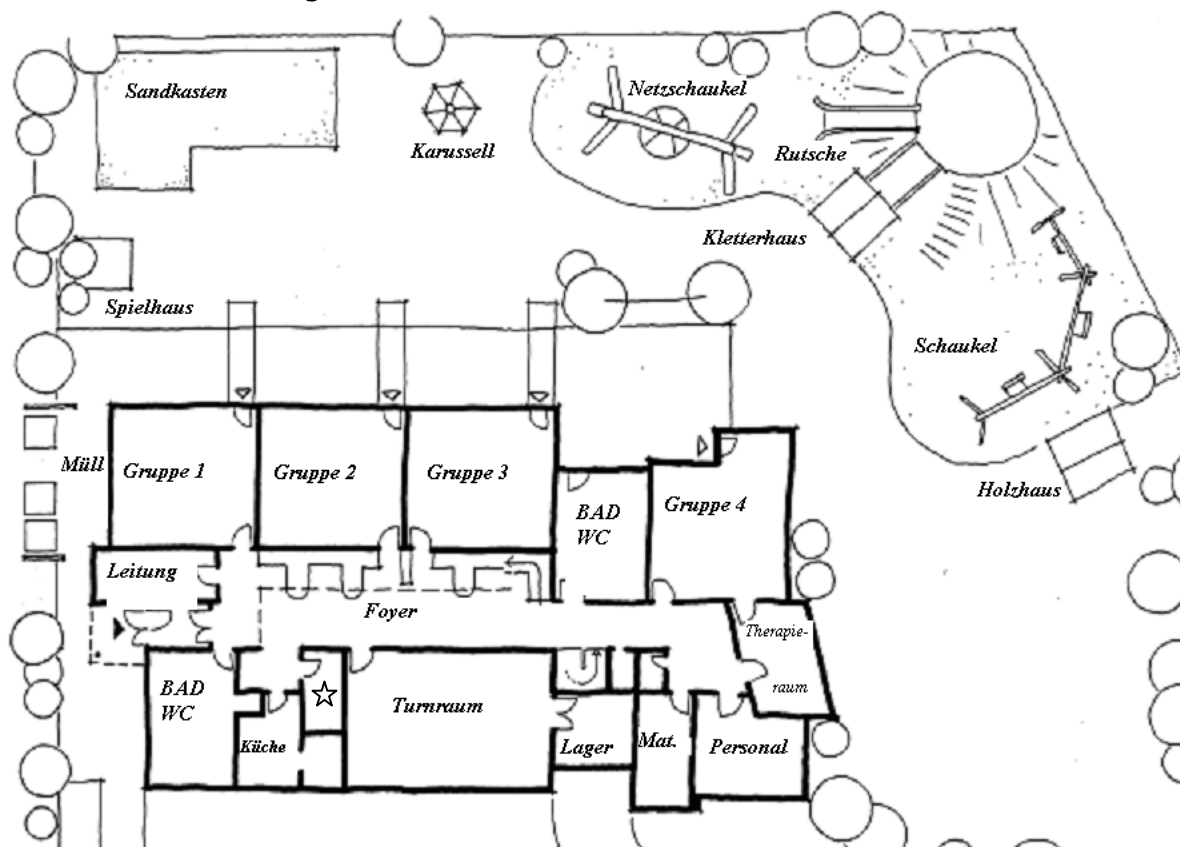 Sandkasten
Netzschaukel
Karussell
Rutsche
Kletterhaus
Spielhaus
Schaukel
Müll
Gruppe 1
Gruppe 2
Gruppe 3
Gruppe 4
Holzhaus
BAD
WC
Leitung
Foyer
Therapie-
raum
BAD
WC
Turnraum
Küche
Lager
Mat.
Personal